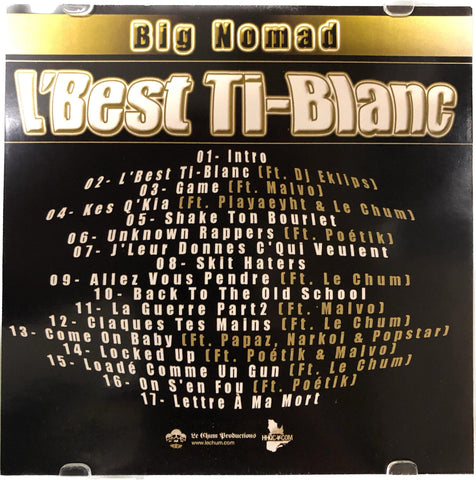 Big Nomad
L'Best Ti-Blanc
01- Intro
02- L'Best Ti-Blanc (Ft. Dj Eklips)
03- Game (Ft. Malvo)
04- Kes Q'Kia (Ft. Playaeyht & Le Chum)
05- Shake Ton Bourlet
06- Unknown Rappers (Ft. Poétik)
07- J'Leur Donnes C'Qui Veulent
08- Skit Haters
09- Allez Vous Pendre (Ft. Le Chum)
10- Back To The Old School
11- La Guerre Part2 (Ft. Malvo)
12- Claques Tes Mains (Ft. Le Chum)
13- Come On Baby (Ft. Papaz, Narkoi & Popstar)
14- Locked Up (Ft. Poétik & Malvo)
15- Loadé Comme Un Gun (Ft. Le Chum)
16- On S'en Fou (Ft. Poétik)
17- Lettre À Ma Mort
Le Chum Productions
www.lechum.com
HHQC.COM